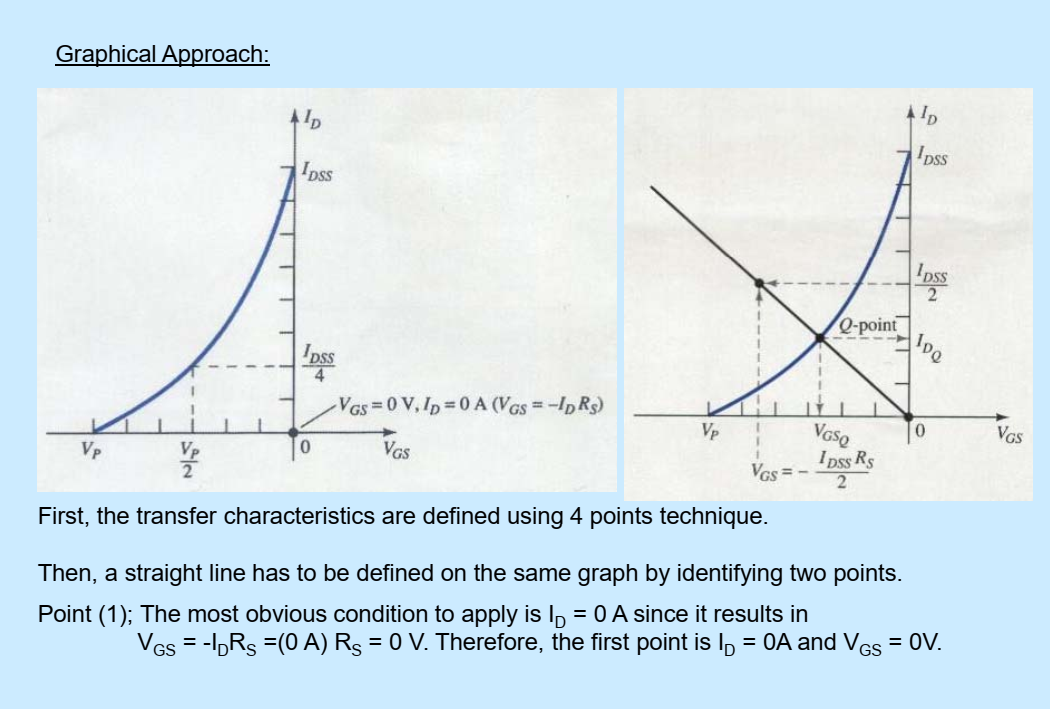 Graphical Approach:
I_D
I_DSS
I_DSS
4
V_GS = 0 V, I_D = 0 A (V_GS = –I_D R_S)
V_P
V_P
2
0
V_GS
I_D
I_DSS
I_DSS
2
Q-point
I_DQ
V_P
V_GSQ
0
V_GS
V_GS = – I_DSS R_S
2
First, the transfer characteristics are defined using 4 points technique.
Then, a straight line has to be defined on the same graph by identifying two points.
Point (1); The most obvious condition to apply is I_D = 0 A since it results in
V_GS = -I_DR_S =(0 A) R_S = 0 V. Therefore, the first point is I_D = 0A and V_GS = 0V.